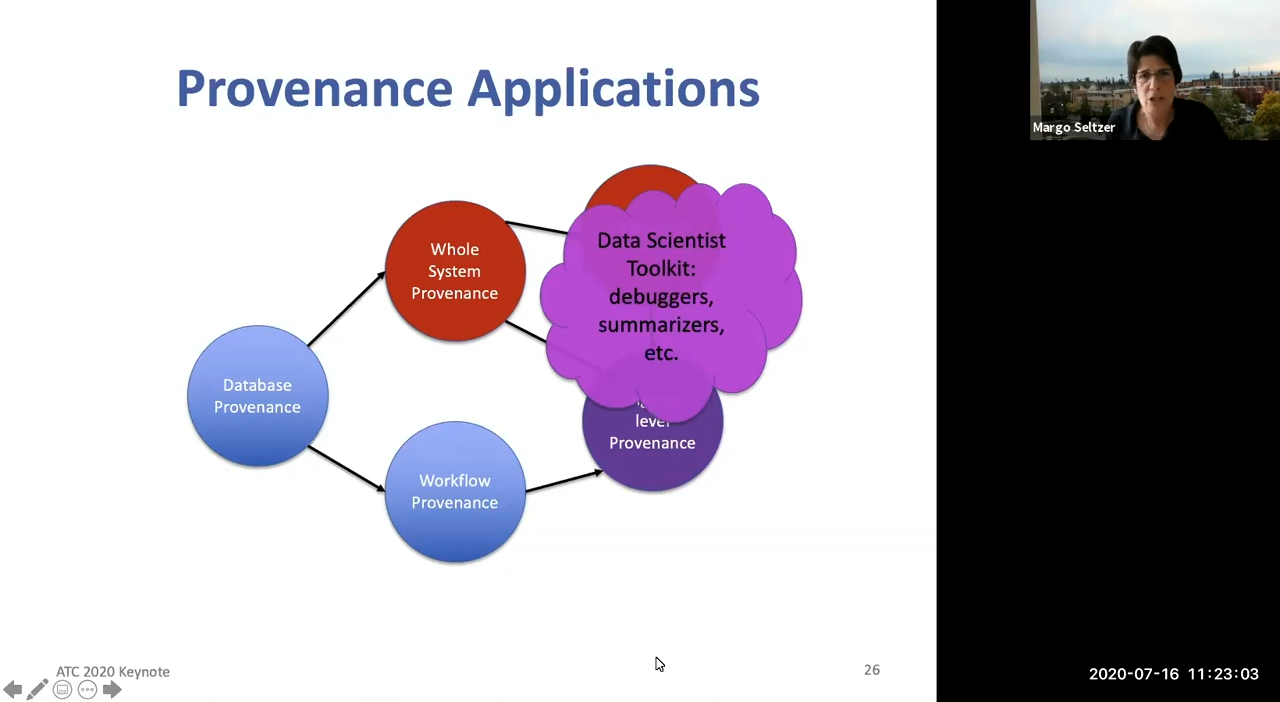 Provenance Applications
Margo Seltzer
Whole
System
Provenance
Data Scientist
Toolkit:
debuggers,
summarizers,
etc.
Database
Provenance
level
Provenance
Workflow
Provenance
ATC 2020 Keynote
26
2020-07-16 11:23:03